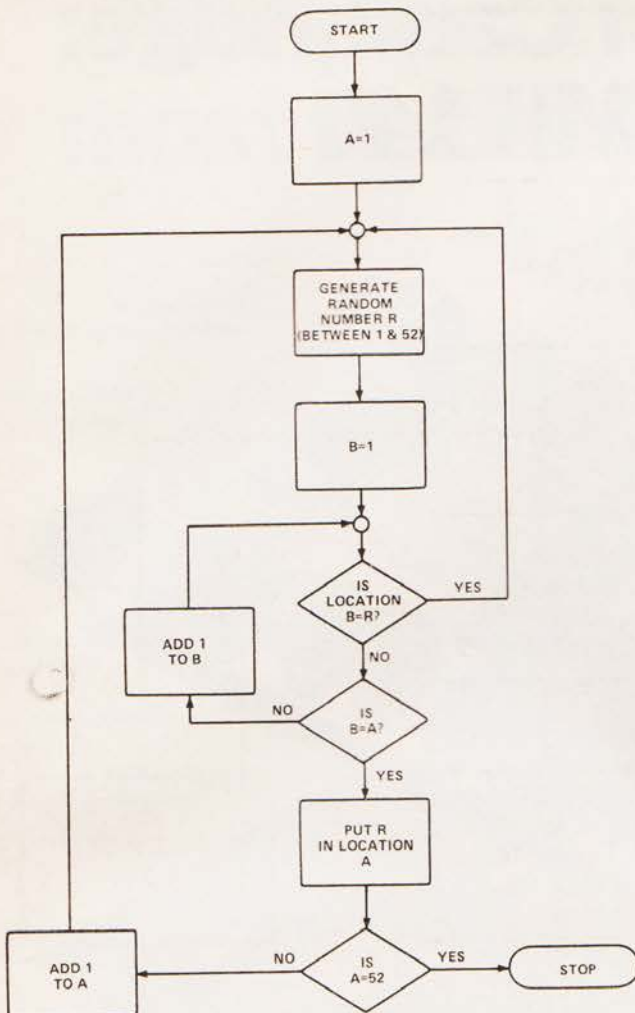 START
A=1
GENERATE
RANDOM
NUMBER R
(BETWEEN 1 & 52)
B=1
IS
LOCATION
B=R?
YES
ADD 1
TO B
NO
NO
IS
B=A?
YES
PUT R
IN LOCATION
A
ADD 1
TO A
NO
IS
A=52
YES
STOP